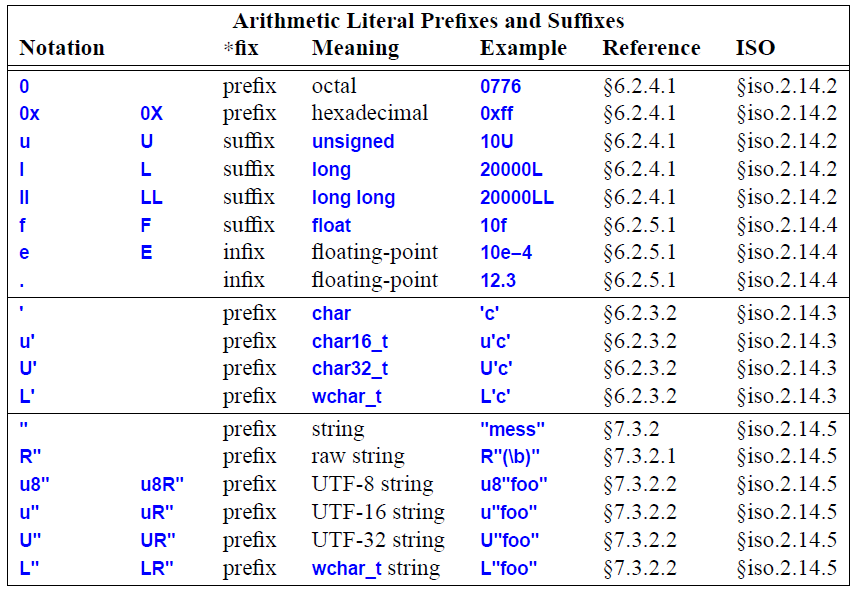 Arithmetic Literal Prefixes and Suffixes
Notation *fix Meaning Example Reference ISO
0 prefix octal 0776 §6.2.4.1 §iso.2.14.2
0x 0X prefix hexadecimal 0xff §6.2.4.1 §iso.2.14.2
u U suffix unsigned 10U §6.2.4.1 §iso.2.14.2
l L suffix long 20000L §6.2.4.1 §iso.2.14.2
ll LL suffix long long 20000LL §6.2.4.1 §iso.2.14.2
f F suffix float 10f §6.2.5.1 §iso.2.14.4
e E infix floating-point 10e−4 §6.2.5.1 §iso.2.14.4
. infix floating-point 12.3 §6.2.5.1 §iso.2.14.4
' prefix char 'c' §6.2.3.2 §iso.2.14.3
u' prefix char16_t u'c' §6.2.3.2 §iso.2.14.3
U' prefix char32_t U'c' §6.2.3.2 §iso.2.14.3
L' prefix wchar_t L'c' §6.2.3.2 §iso.2.14.3
" prefix string "mess" §7.3.2 §iso.2.14.5
R" prefix raw string R"(\b)" §7.3.2.1 §iso.2.14.5
u8" u8R" prefix UTF-8 string u8"foo" §7.3.2.2 §iso.2.14.5
u" uR" prefix UTF-16 string u"foo" §7.3.2.2 §iso.2.14.5
U" UR" prefix UTF-32 string U"foo" §7.3.2.2 §iso.2.14.5
L" LR" prefix wchar_t string L"foo" §7.3.2.2 §iso.2.14.5